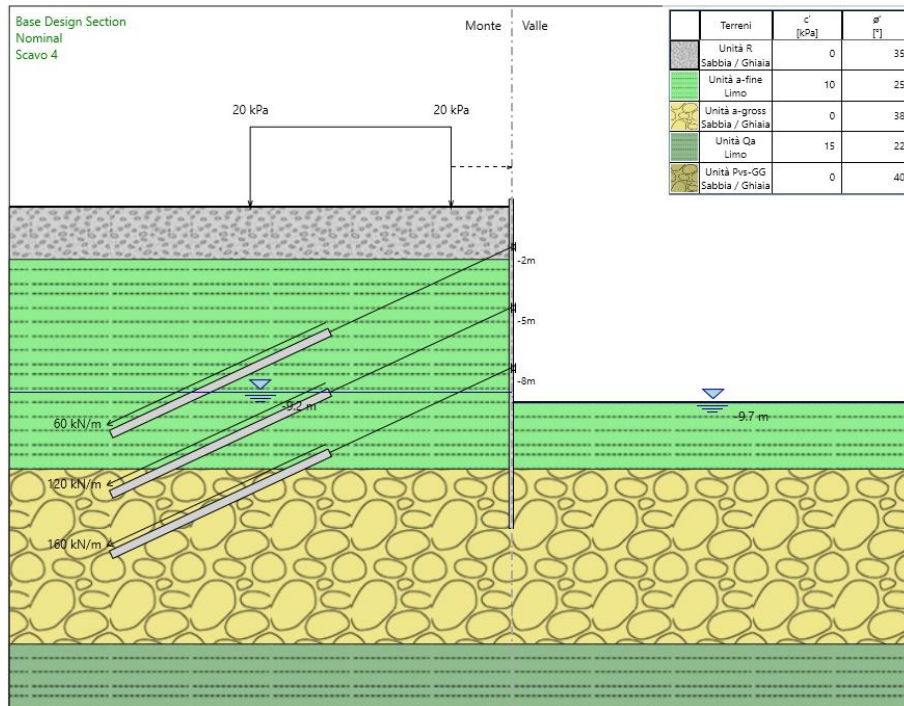 Base Design Section
Nominal
Scavo 4
Monte
Valle
Terreni
c'
[kPa]
ø'
[°]
Unità R
Sabbia / Ghiaia
0
35
Unità a-fine
Limo
10
25
Unità a-gross
Sabbia / Ghiaia
0
38
Unità Qa
Limo
15
22
Unità Pvs-GG
Sabbia / Ghiaia
0
40
20 kPa
20 kPa
-2m
-5m
-8m
-9.2 m
-9.7 m
60 kN/m
120 kN/m
160 kN/m